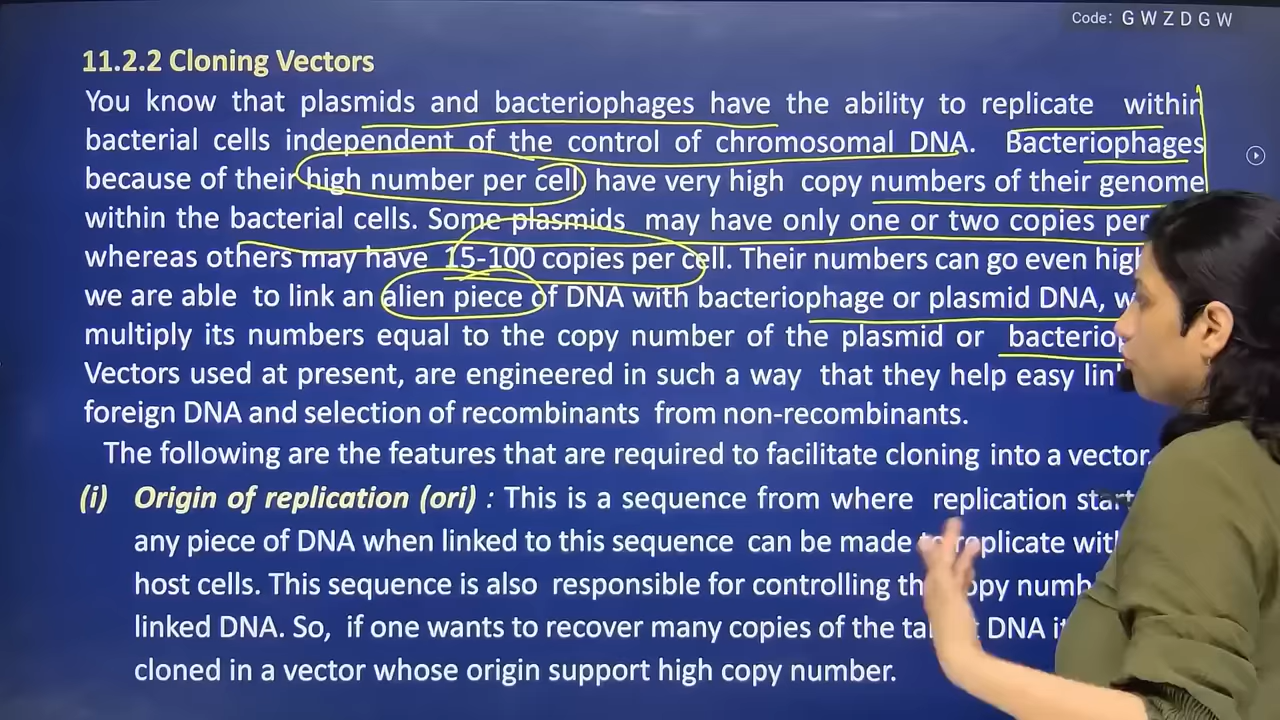 Code: G W Z D G W
11.2.2 Cloning Vectors
You know that plasmids and bacteriophages have the ability to replicate within
bacterial cells independent of the control of chromosomal DNA. Bacteriophages
because of their high number per cell, have very high copy numbers of their genome
within the bacterial cells. Some plasmids may have only one or two copies per
whereas others may have 15-100 copies per cell. Their numbers can go even
we are able to link an alien piece of DNA with bacteriophage or plasmid DNA,
multiply its numbers equal to the copy number of the plasmid or
Vectors used at present, are engineered in such a way that they help easy
foreign DNA and selection of recombinants from non-recombinants.
The following are the features that are required to facilitate cloning into a vector.
(i) Origin of replication (ori) : This is a sequence from where replication
any piece of DNA when linked to this sequence can be made to replicate
host cells. This sequence is also responsible for controlling the copy
linked DNA. So, if one wants to recover many copies of the DNA
cloned in a vector whose origin support high copy number.